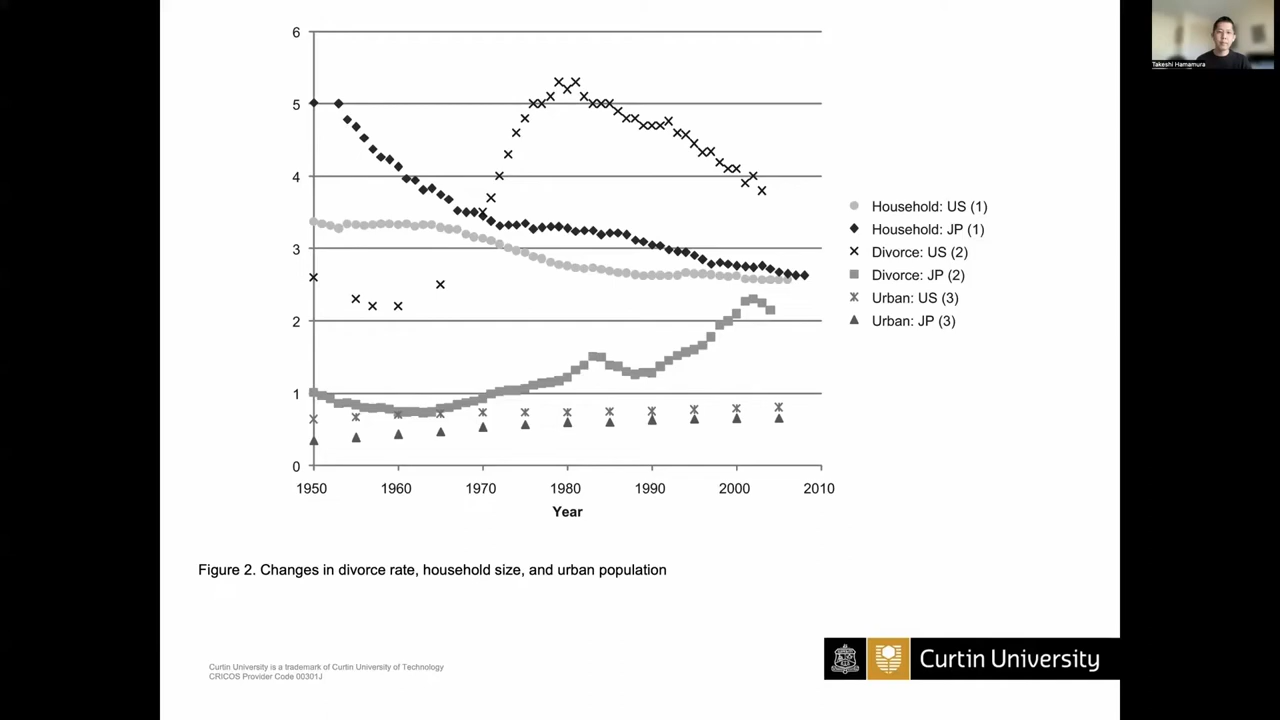 Takeshi Hamamura
6
5
4
3
2
1
0
1950 1960 1970 1980 1990 2000 2010
Year
Household: US (1)
Household: JP (1)
Divorce: US (2)
Divorce: JP (2)
Urban: US (3)
Urban: JP (3)
Figure 2. Changes in divorce rate, household size, and urban population
Curtin University is a trademark of Curtin University of Technology
CRICOS Provider Code 00301J
Curtin University